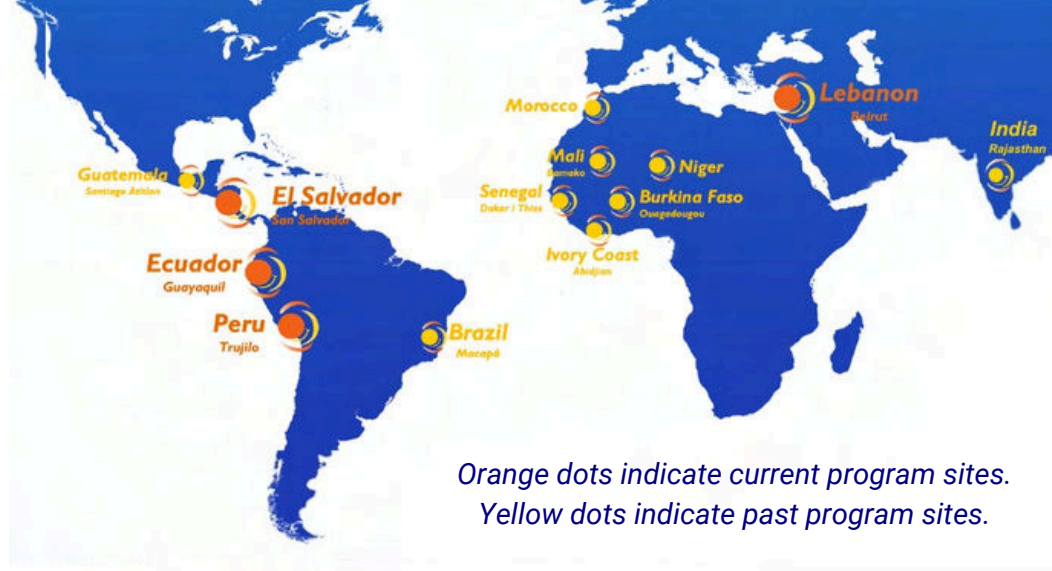 Morocco
Lebanon
Beirut
India
Rajasthan
Mali
Bamako
Niger
Guatemala
Santiago Atitlan
Senegal
Dakar / Thies
Burkina Faso
Ouagedougou
El Salvador
San Salvador
Ivory Coast
Abidjan
Ecuador
Guayaquil
Peru
Trujilo
Brazil
Macapá
Orange dots indicate current program sites.
Yellow dots indicate past program sites.